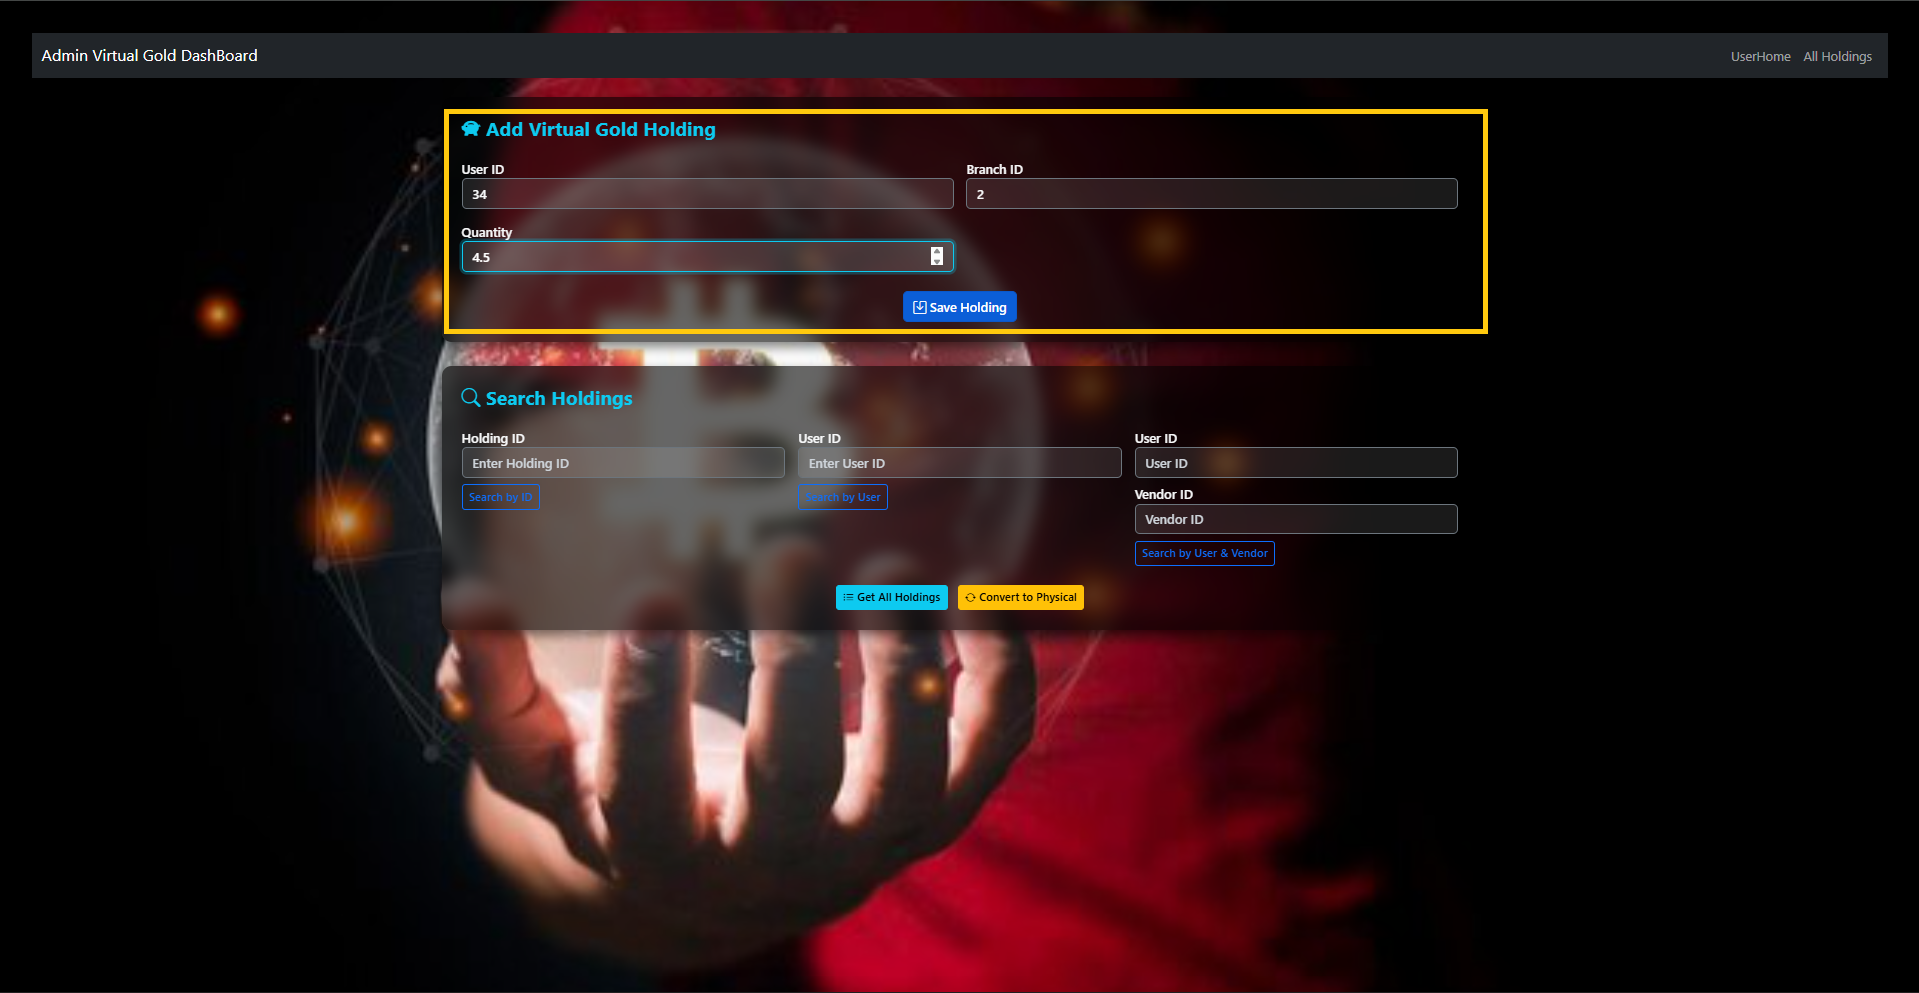 Admin Virtual Gold DashBoard
UserHome All Holdings
Add Virtual Gold Holding
User ID
34
Branch ID
2
Quantity
4.5
Save Holding
Search Holdings
Holding ID
Enter Holding ID
Search by ID
User ID
Enter User ID
Search by User
User ID
User ID
Vendor ID
Vendor ID
Search by User & Vendor
Get All Holdings
Convert to Physical